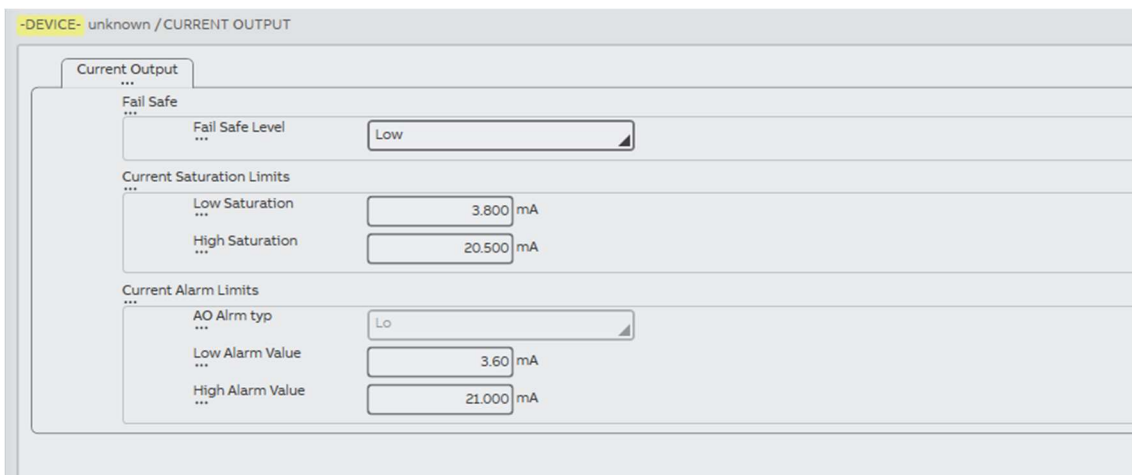 -DEVICE- unknown / CURRENT OUTPUT
Current Output
Fail Safe
Fail Safe Level Low
Current Saturation Limits
Low Saturation 3.800 mA
High Saturation 20.500 mA
Current Alarm Limits
AO Alrm typ Lo
Low Alarm Value 3.60 mA
High Alarm Value 21.000 mA